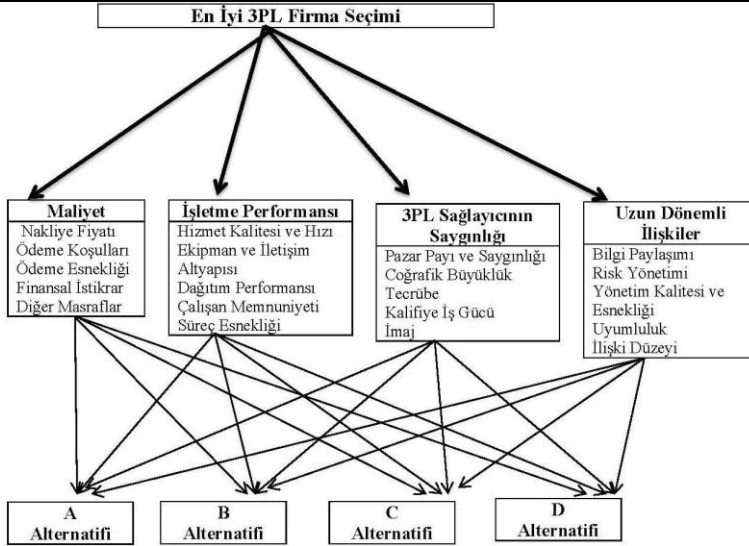 En İyi 3PL Firma Seçimi
Maliyet
Nakliye Fiyatı
Ödeme Koşulları
Ödeme Esnekliği
Finansal İstikrar
Diğer Masraflar
İşletme Performansı
Hizmet Kalitesi ve Hızı
Ekipman ve İletişim
Altyapısı
Dağıtım Performansı
Çalışan Memnuniyeti
Süreç Esnekliği
3PL Sağlayıcının
Saygınlığı
Pazar Payı ve Saygınlığı
Coğrafik Büyüklük
Tecrübe
Kalifiye İş Gücü
İmaj
Uzun Dönemli
İlişkiler
Bilgi Paylaşımı
Risk Yönetimi
Yönetim Kalitesi ve
Esnekliği
Uyumluluk
İlişki Düzeyi
A
Alternatifi
B
Alternatifi
C
Alternatifi
D
Alternatifi